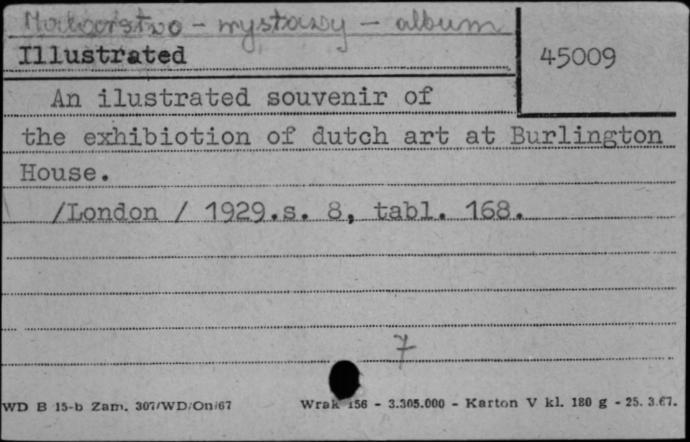 Malarstwo - wystawy - album
Illustrated
45009
An ilustrated souvenir of
the exhibiotion of dutch art at Burlington
House.
/London / 1929.s. 8, tabl. 168.
7
WD B 15-b Zam. 307/WD/On/67
Wrak 156 - 3.305.000 - Karton V kl. 180 g - 25. 3.67.